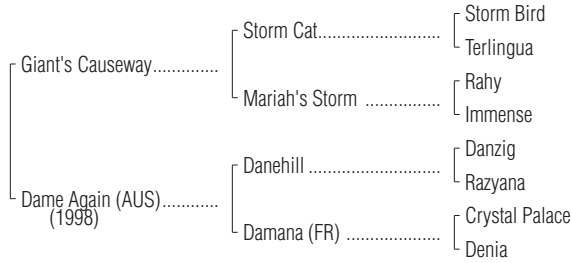 Storm Bird
Storm Cat
Terlingua
Giant's Causeway
Rahy
Mariah's Storm
Immense
Danzig
Danehill
Razyana
Dame Again (AUS)
(1998)
Crystal Palace
Damana (FR)
Denia